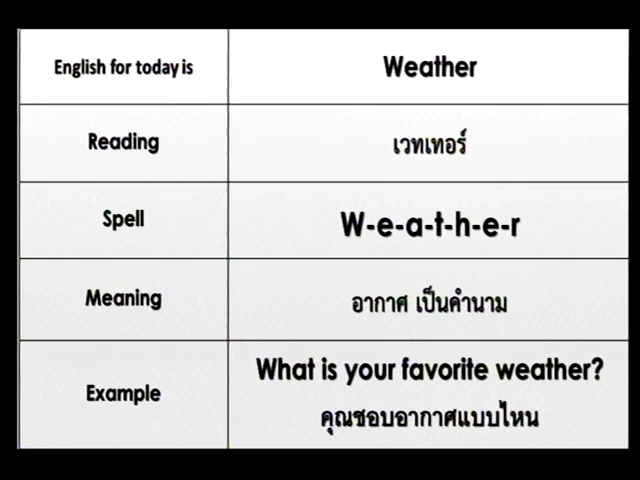 English for today is
Weather
Reading
เวทเทอร์
Spell
W-e-a-t-h-e-r
Meaning
อากาศ เป็นคำนาม
Example
What is your favorite weather?
คุณชอบอากาศแบบไหน